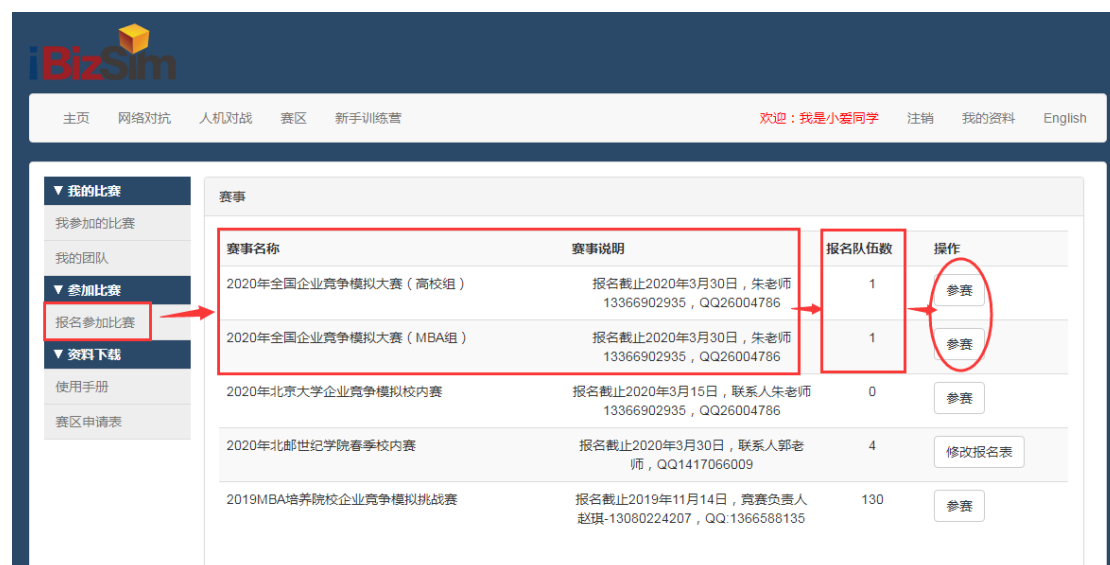 iBizSim
主页 网络对抗 人机对战 赛区 新手训练营 欢迎：我是小爱同学 注销 我的资料 English
▼ 我的比赛
我参加的比赛
我的团队
▼ 参加比赛
报名参加比赛
▼ 资料下载
使用手册
赛区申请表
赛事
赛事名称 赛事说明 报名队伍数 操作
2020年全国企业竞争模拟大赛（高校组） 报名截止2020年3月30日，朱老师 1 参赛
13366902935，QQ26004786
2020年全国企业竞争模拟大赛（MBA组） 报名截止2020年3月30日，朱老师 1 参赛
13366902935，QQ26004786
2020年北京大学企业竞争模拟校内赛 报名截止2020年3月15日，联系人朱老师 0 参赛
13366902935，QQ26004786
2020年北邮世纪学院春季校内赛 报名截止2020年3月30日，联系人郭老 4 修改报名表
师，QQ1417066009
2019MBA培养院校企业竞争模拟挑战赛 报名截止2019年11月14日，竞赛负责人 130 参赛
赵琪-13080224207，QQ:1366588135